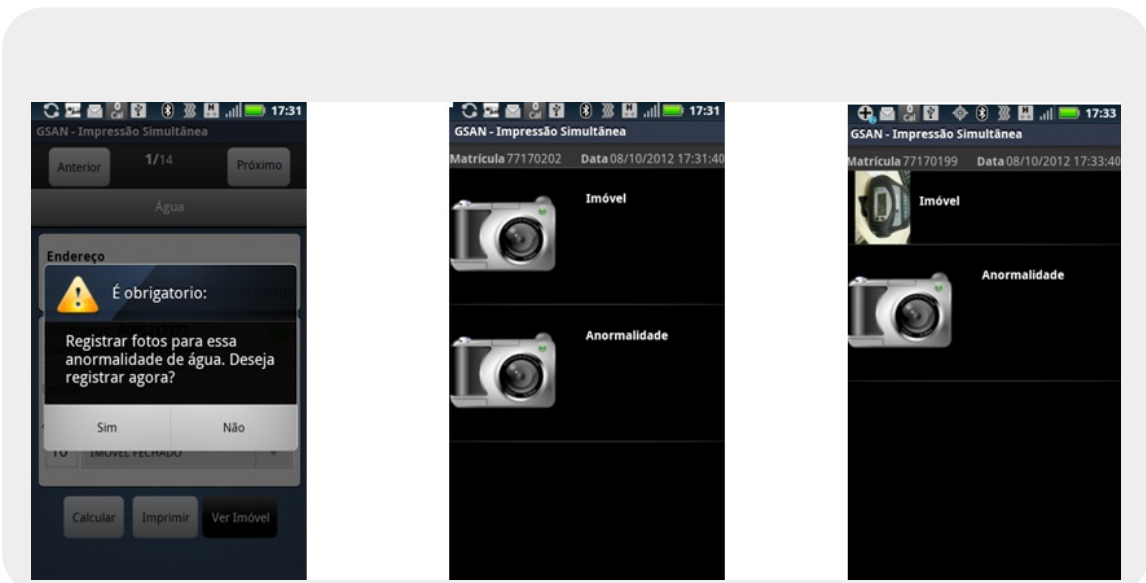 17:31
GSAN - Impressão Simultânea
Anterior
1/14
Próximo
Água
Endereço
É obrigatorio:
Registrar fotos para essa
anormalidade de água. Deseja
registrar agora?
Sim
Não
10 IMOVEL FECHADO
Calcular
Imprimir
Ver Imóvel
17:31
GSAN - Impressão Simultânea
Matrícula 77170202 Data 08/10/2012 17:31:40
Imóvel
Anormalidade
17:33
GSAN - Impressão Simultânea
Matrícula 77170199 Data 08/10/2012 17:33:40
Imóvel
Anormalidade